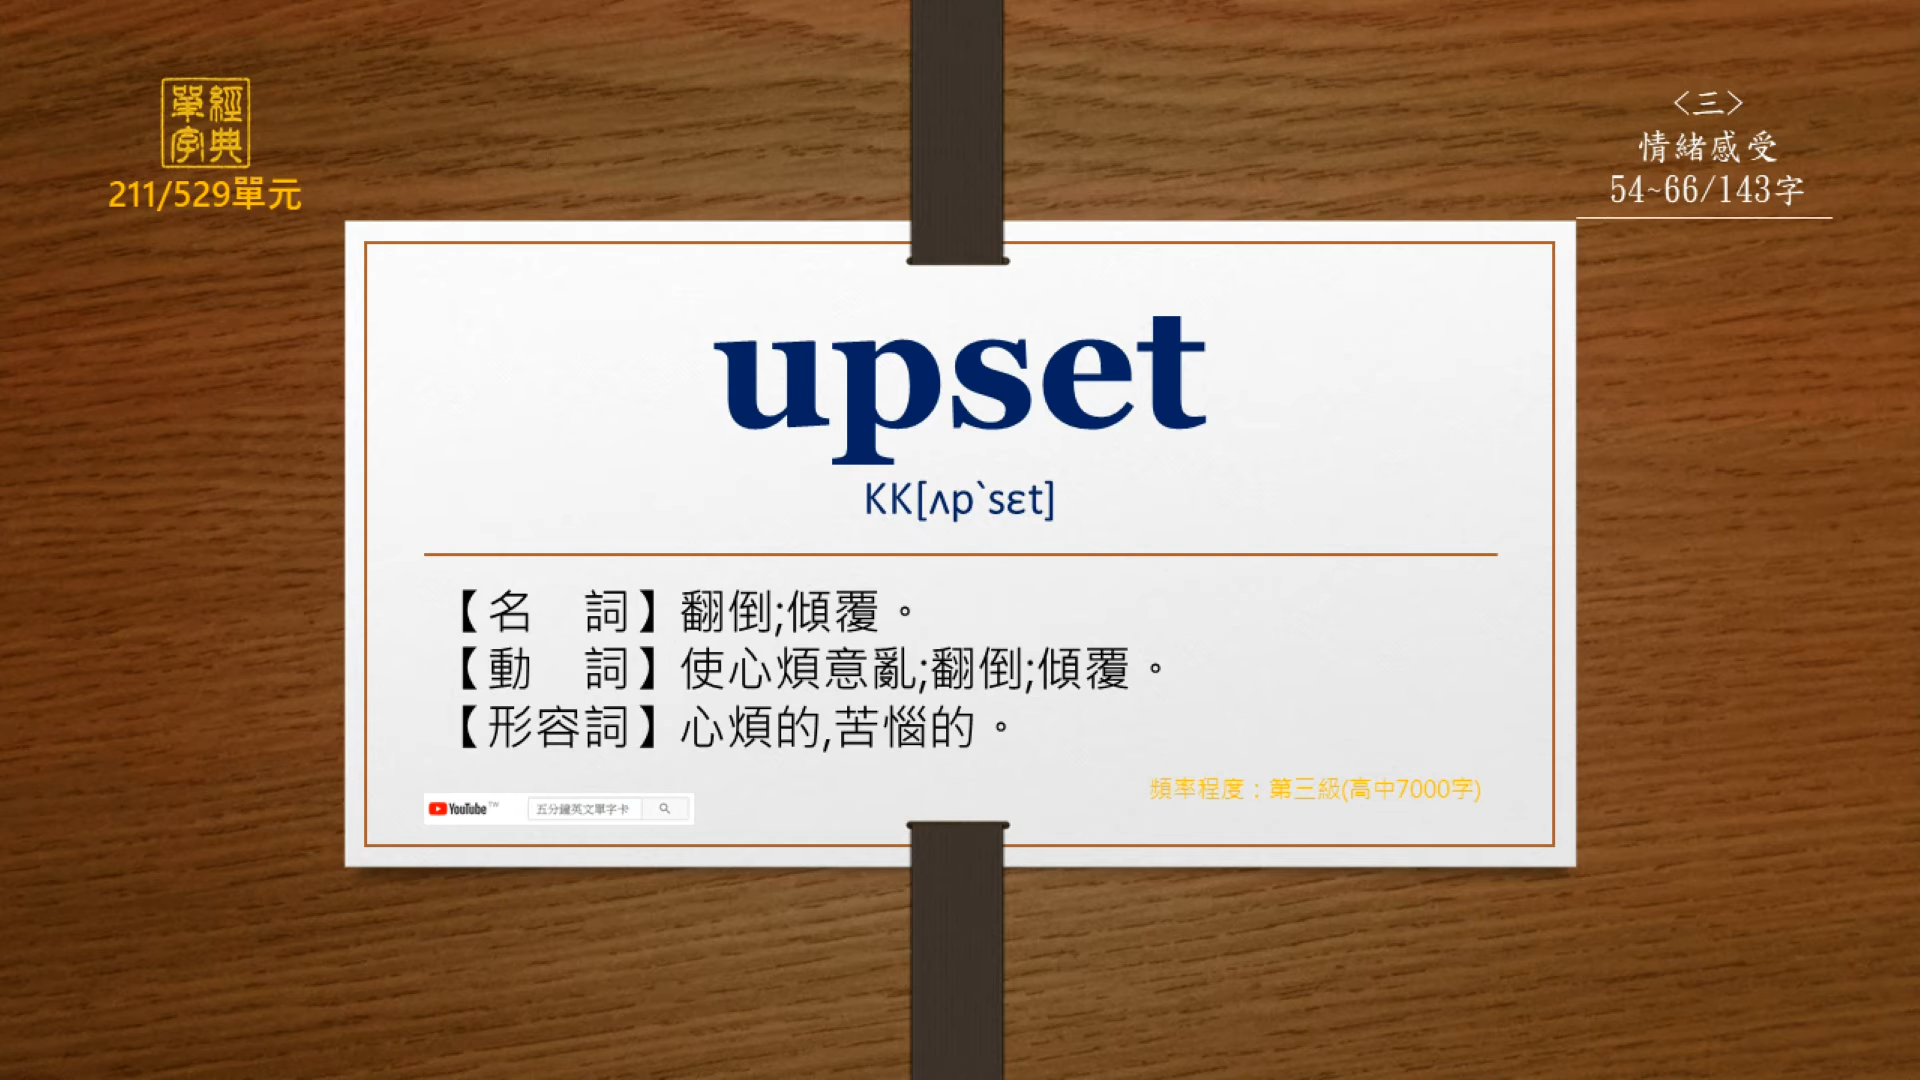 經典
單字
211/529單元
<三>
情緒感受
54~66/143字
upset
KK[ʌp`sɛt]
【名　詞】翻倒;傾覆。
【動　詞】使心煩意亂;翻倒;傾覆。
【形容詞】心煩的,苦惱的。
頻率程度：第三級(高中7000字)
YouTube TW
五分鐘英文單字卡